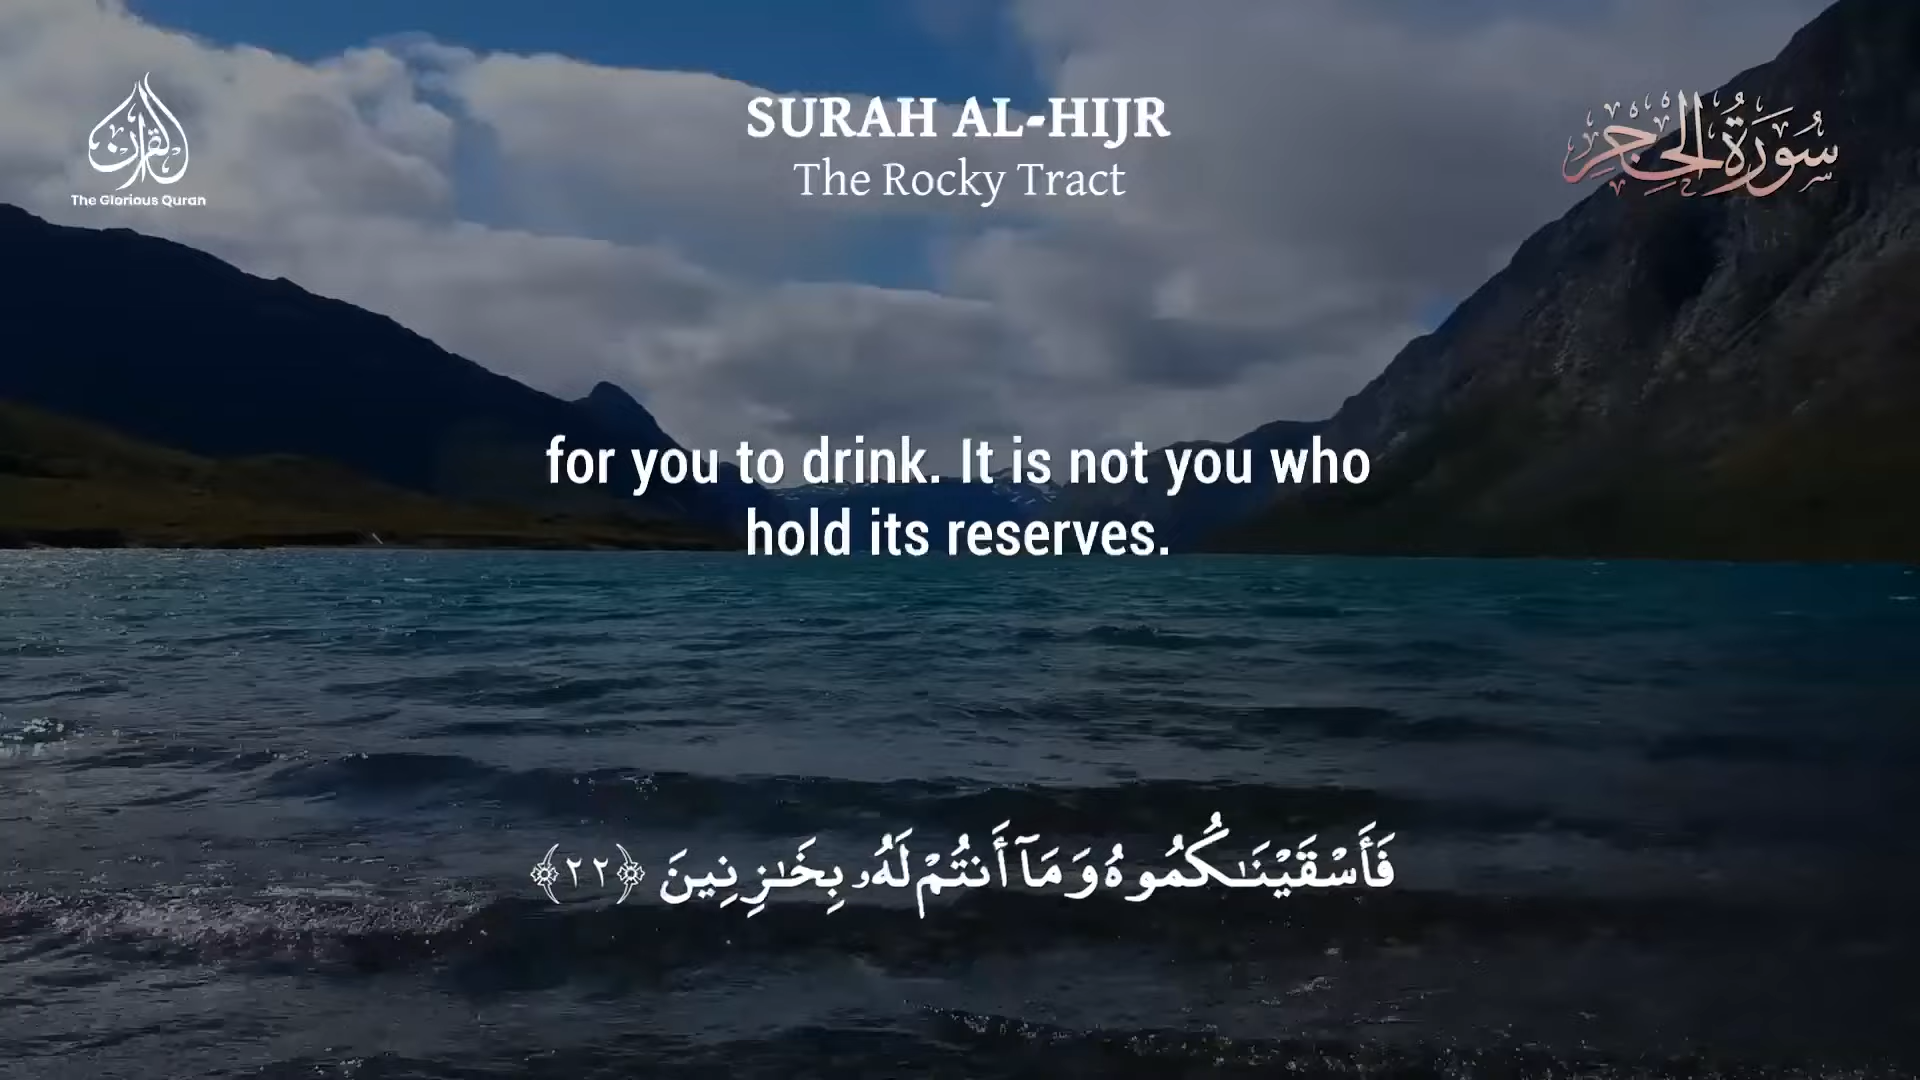 القرآن
The Glorious Quran
SURAH AL-HIJR
The Rocky Tract
سُورَةُ الحِجْرِ
for you to drink. It is not you who
hold its reserves.
فَأَسْقَيْنَـٰكُمُوهُ وَمَآ أَنتُمْ لَهُۥ بِخَـٰزِنِينَ ﴿٢٢﴾